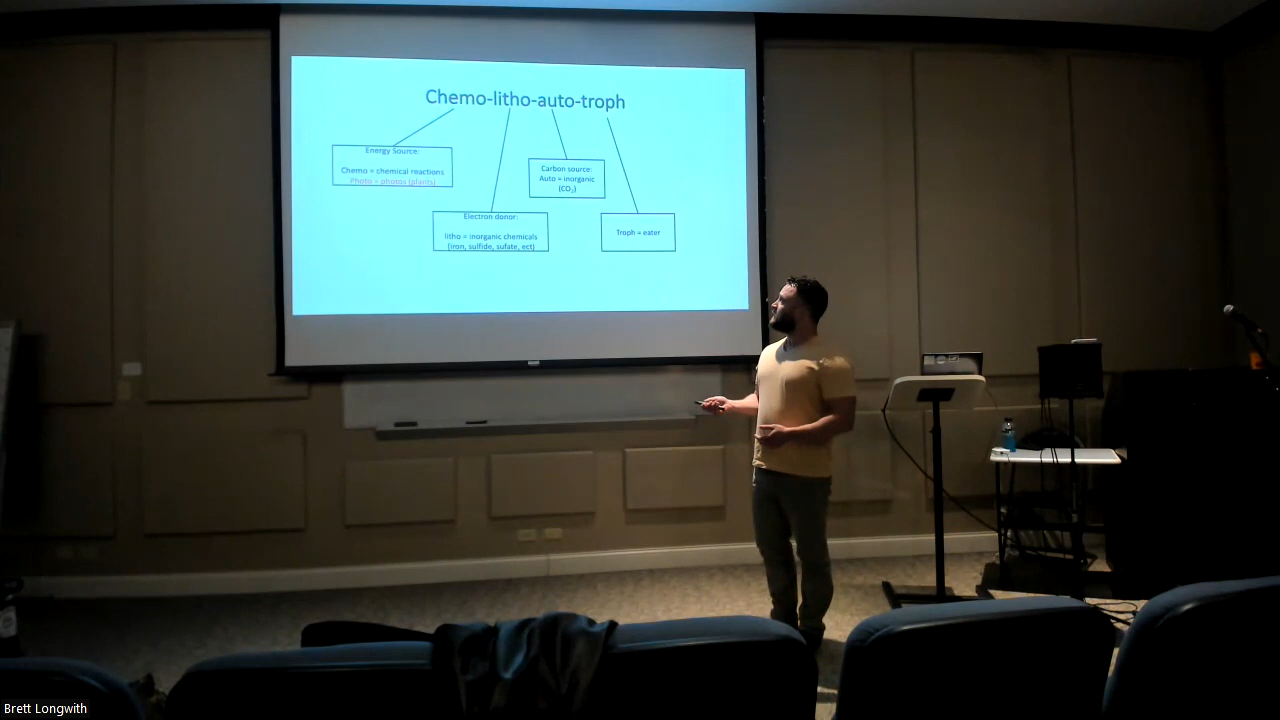 Chemo-litho-auto-troph
Energy Source:
Chemo = chemical reactions
Photo = photos (plants)
Electron donor:
litho = inorganic chemicals
(iron, sulfide, sufate, ect)
Carbon source:
Auto = inorganic
(CO₂)
Troph = eater
Brett Longwith